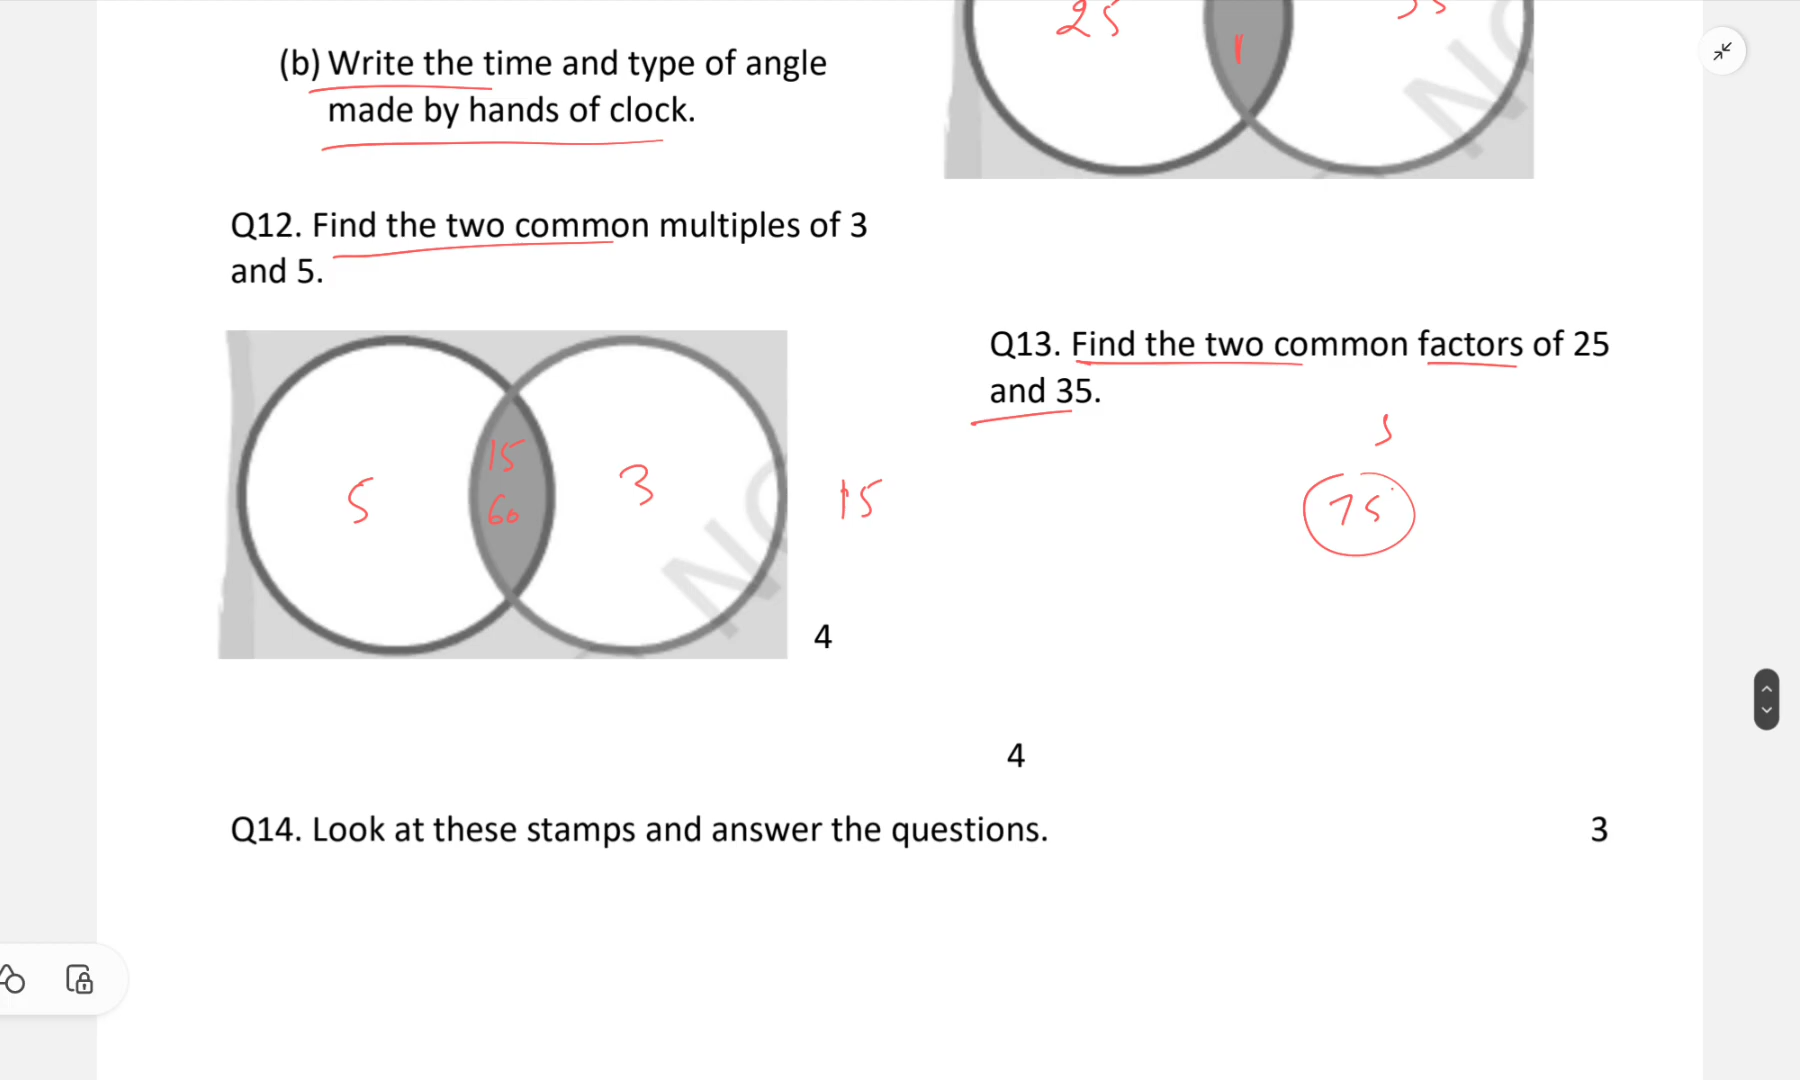 25
1
(b) Write the time and type of angle
made by hands of clock.
Q12. Find the two common multiples of 3
and 5.
Q13. Find the two common factors of 25
and 35.
5
15
60
3
15
5
75
4
4
Q14. Look at these stamps and answer the questions.
3